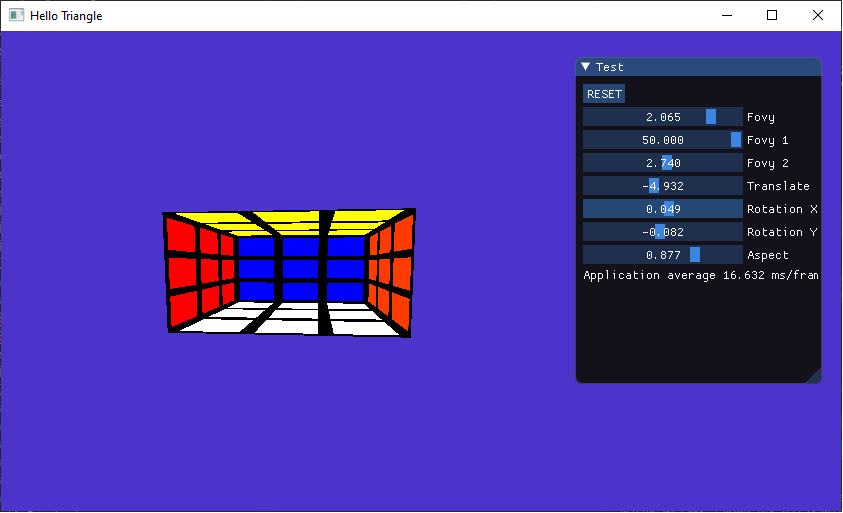 Hello Triangle
Test
RESET
2.065 Fovy
50.000 Fovy 1
2.740 Fovy 2
-4.932 Translate
0.049 Rotation X
-0.082 Rotation Y
0.877 Aspect
Application average 16.632 ms/fram